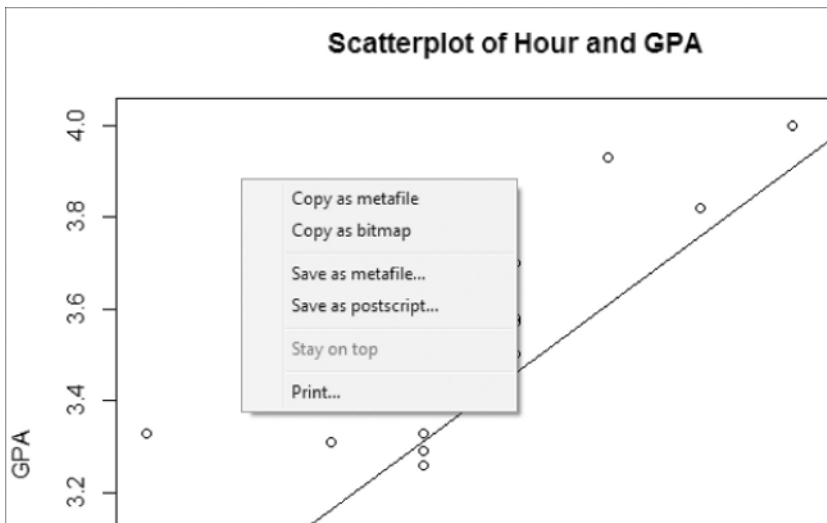 Scatterplot of Hour and GPA
4.0
3.8
3.6
3.4
3.2
GPA
Copy as metafile
Copy as bitmap
Save as metafile...
Save as postscript...
Stay on top
Print...